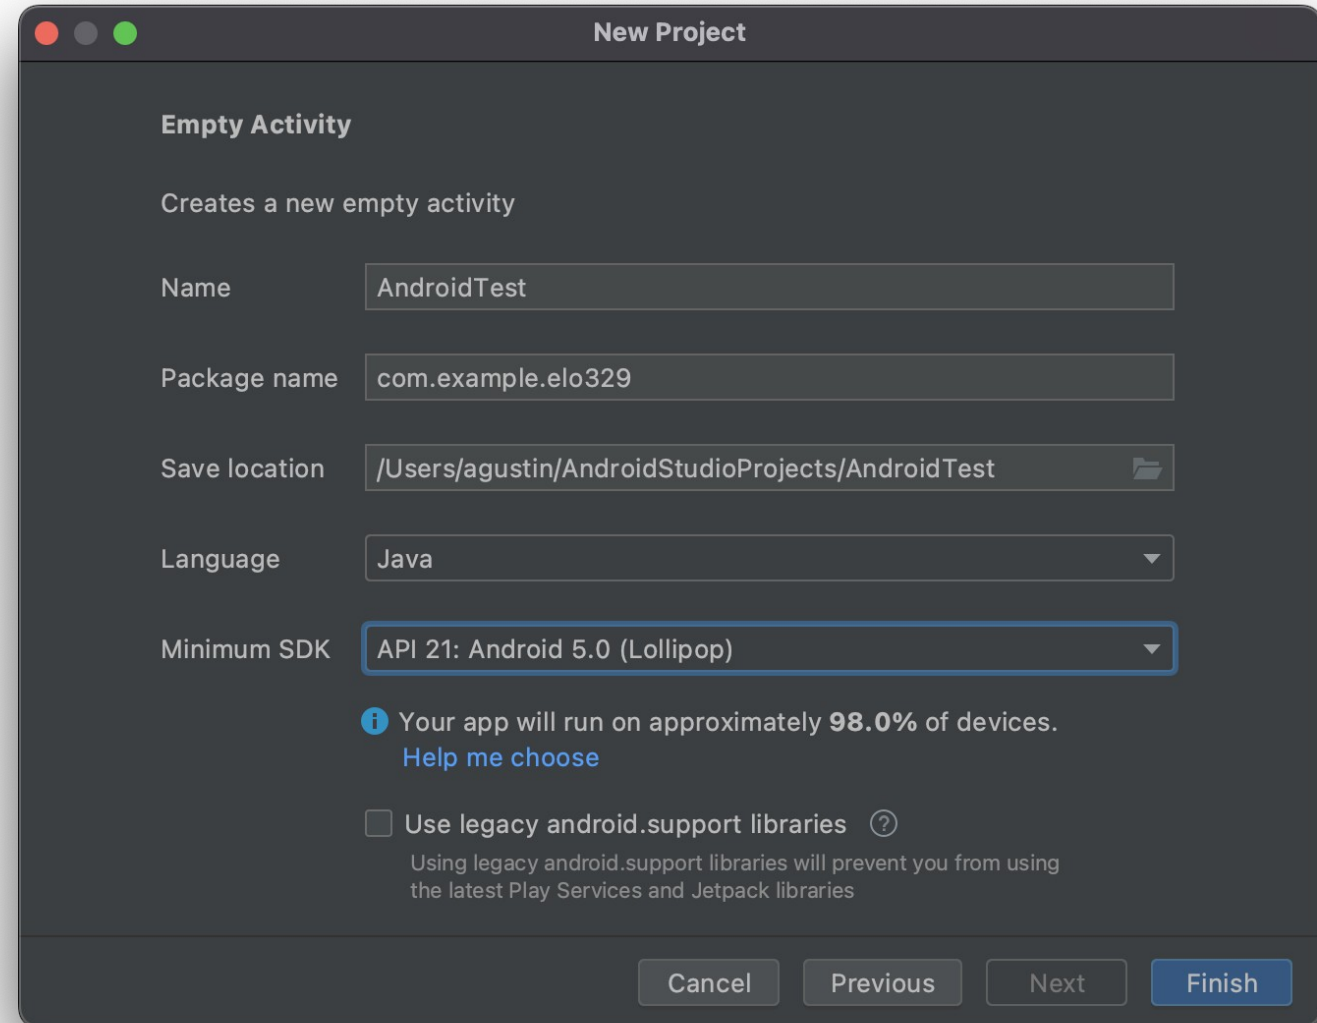 New Project
Empty Activity
Creates a new empty activity
Name AndroidTest
Package name com.example.elo329
Save location /Users/agustin/AndroidStudioProjects/AndroidTest
Language Java
Minimum SDK API 21: Android 5.0 (Lollipop)
Your app will run on approximately 98.0% of devices.
Help me choose
Use legacy android.support libraries ?
Using legacy android.support libraries will prevent you from using
the latest Play Services and Jetpack libraries
Cancel Previous Next Finish